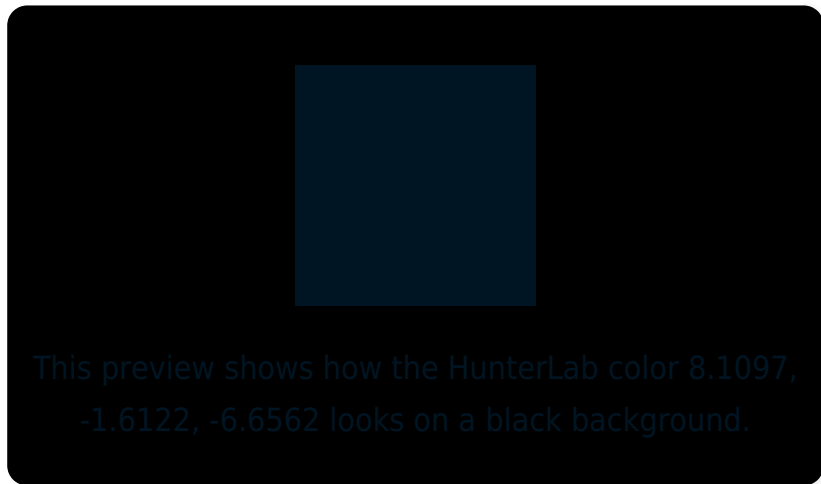 This preview shows how the HunterLab color 8.1097,
-1.6122, -6.6562 looks on a black background.